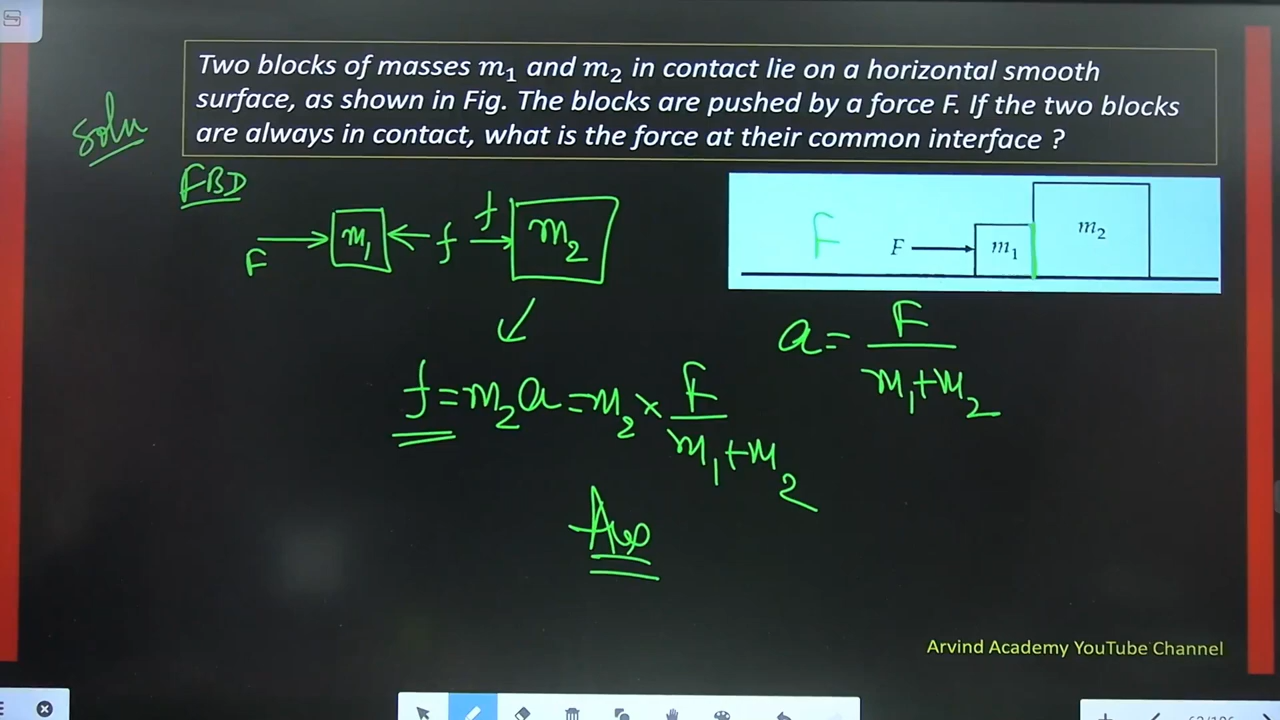 Two blocks of masses m₁ and m₂ in contact lie on a horizontal smooth
surface, as shown in Fig. The blocks are pushed by a force F. If the two blocks
are always in contact, what is the force at their common interface ?
Soln
FBD
F → m₁ ← f f → m₂
F F → m₁ m₂
a = F/(m₁+m₂)
f = m₂a = m₂ × F/(m₁+m₂)
Ans
Arvind Academy YouTube Channel